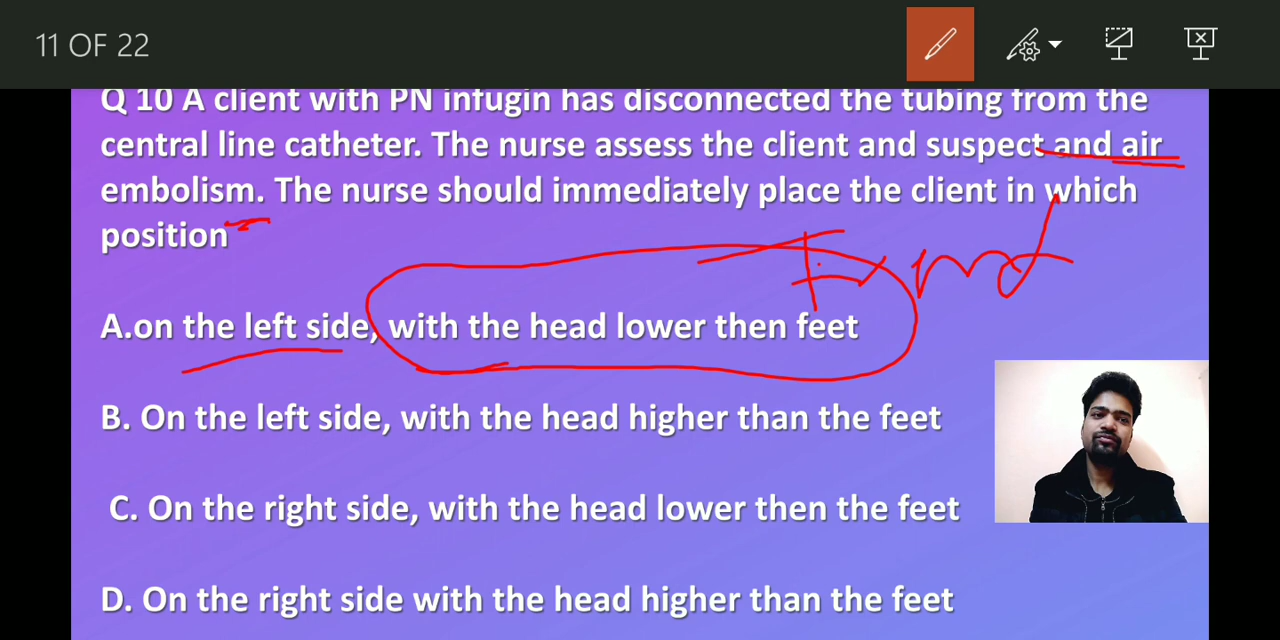 11 OF 22
Q 10 A client with PN infugin has disconnected the tubing from the
central line catheter. The nurse assess the client and suspect and air
embolism. The nurse should immediately place the client in which
position
A.on the left side, with the head lower then feet
B. On the left side, with the head higher than the feet
C. On the right side, with the head lower then the feet
D. On the right side with the head higher than the feet